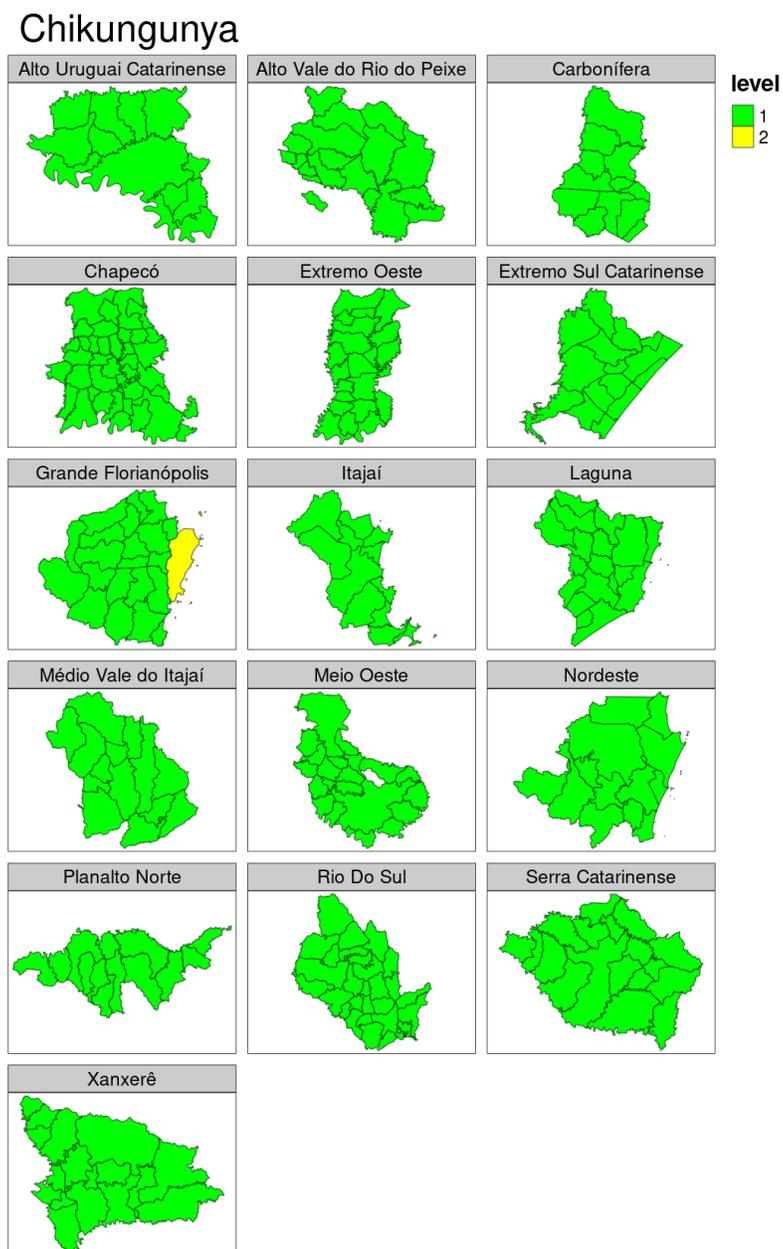 Chikungunya
Alto Uruguai Catarinense
Alto Vale do Rio do Peixe
Carbonífera
level
1
2
Chapecó
Extremo Oeste
Extremo Sul Catarinense
Grande Florianópolis
Itajaí
Laguna
Médio Vale do Itajaí
Meio Oeste
Nordeste
Planalto Norte
Rio Do Sul
Serra Catarinense
Xanxerê